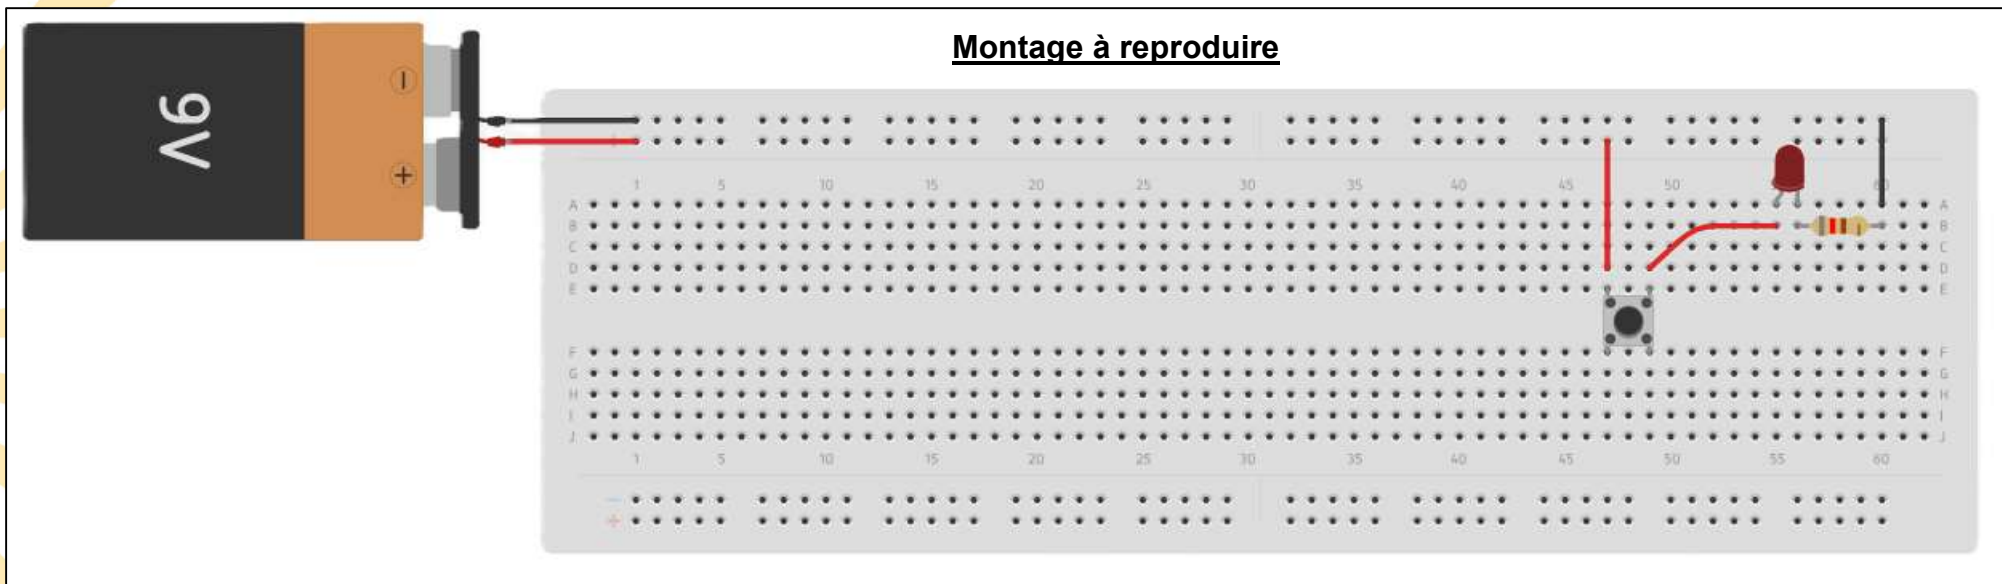 Montage à reproduire
9V
−
+
1 5 10 15 20 25 30 35 40 45 50 60
A A
B B
C C
D D
E E
F F
G G
H H
I I
J J
1 5 10 15 20 25 30 35 40 45 50 55 60
−
+